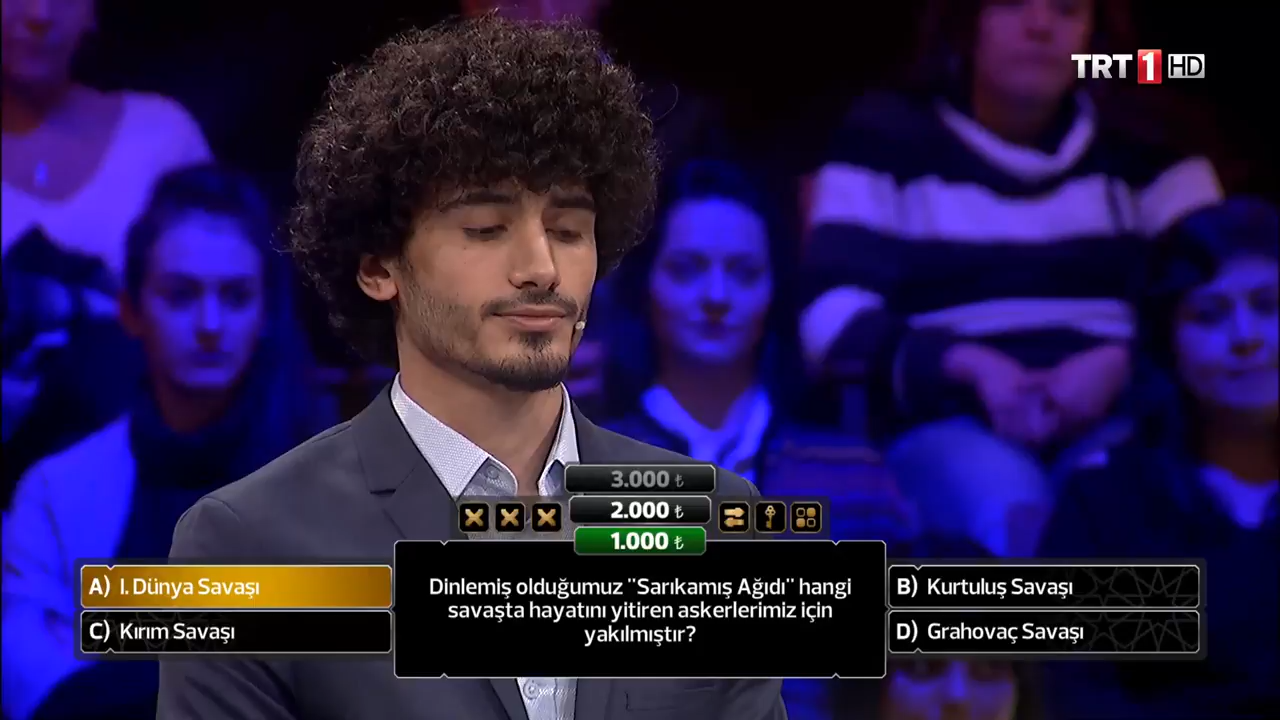 TRT 1 HD
3.000 ₺
2.000 ₺
1.000 ₺
Dinlemiş olduğumuz "Sarıkamış Ağıdı" hangi
savaşta hayatını yitiren askerlerimiz için
yakılmıştır?
A) I. Dünya Savaşı
B) Kurtuluş Savaşı
C) Kırım Savaşı
D) Grahovaç Savaşı